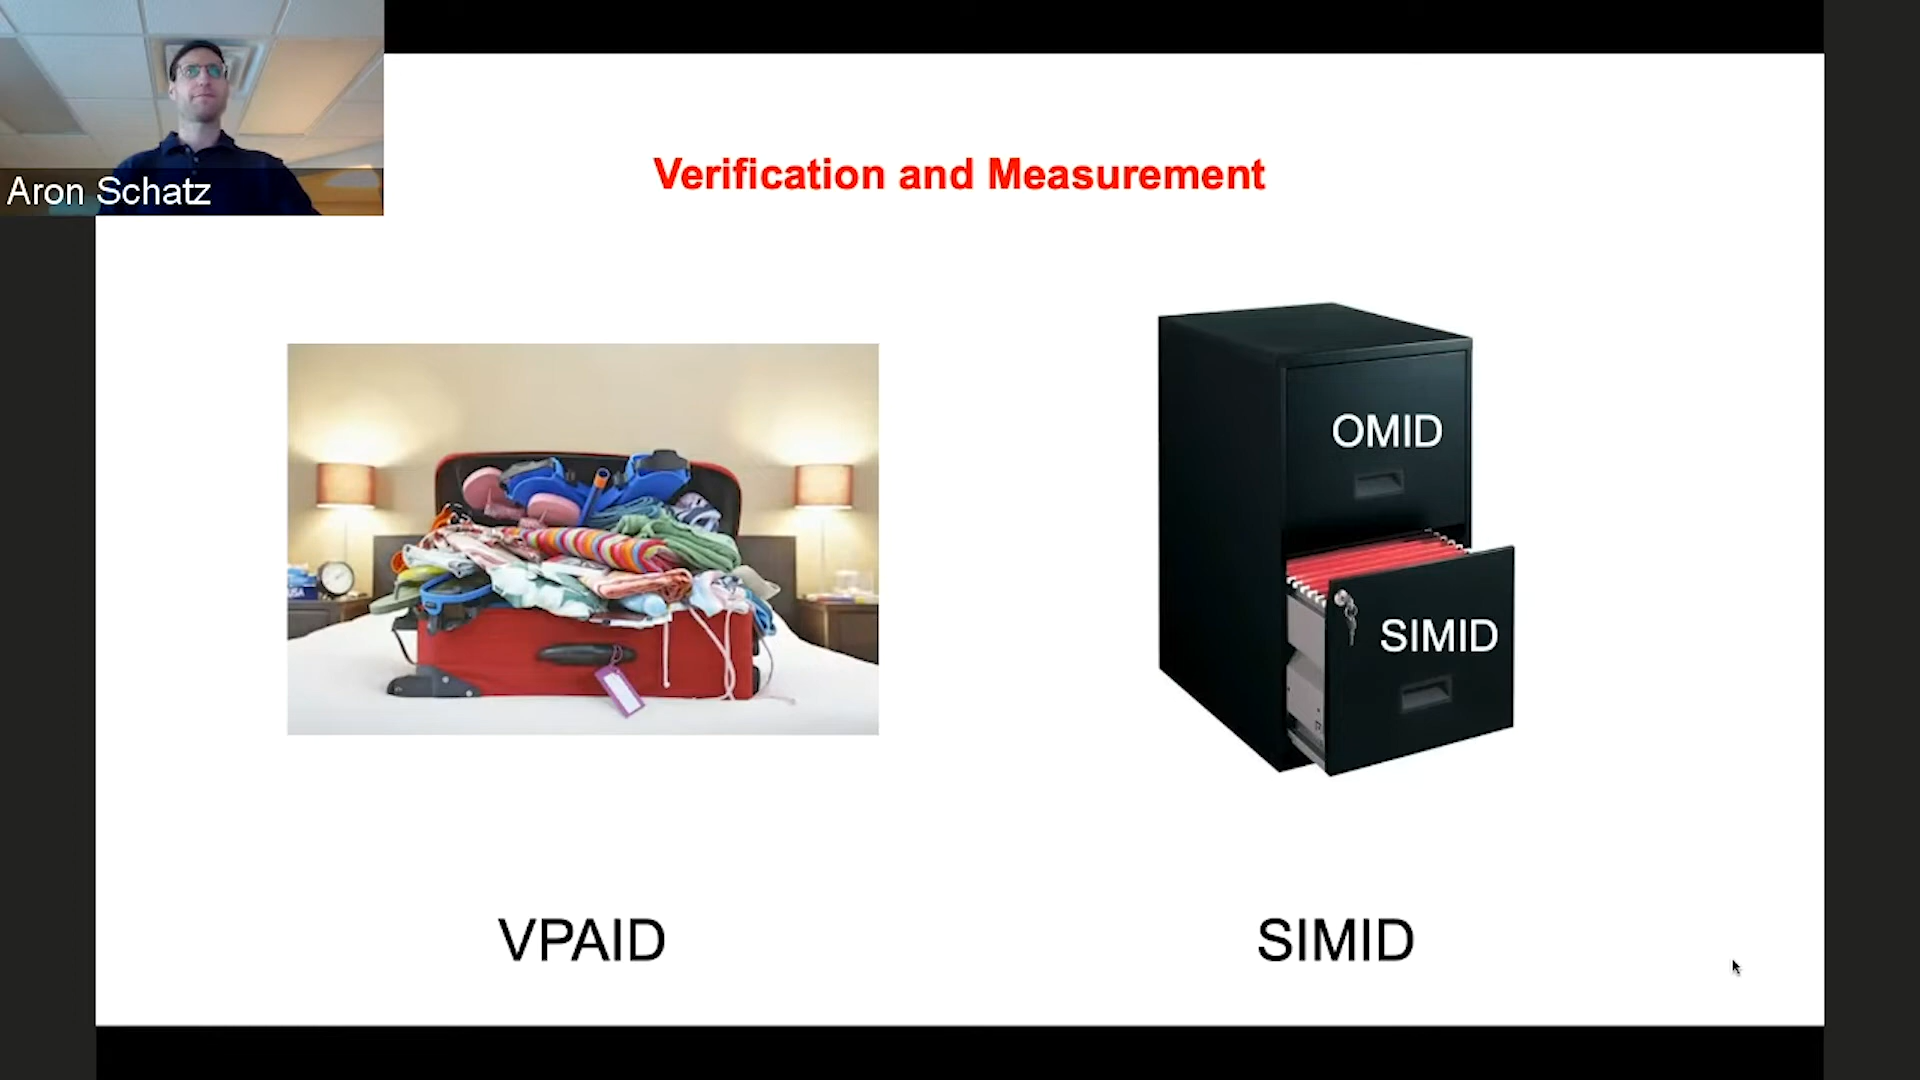 Aron Schatz
Verification and Measurement
OMID
SIMID
VPAID
SIMID